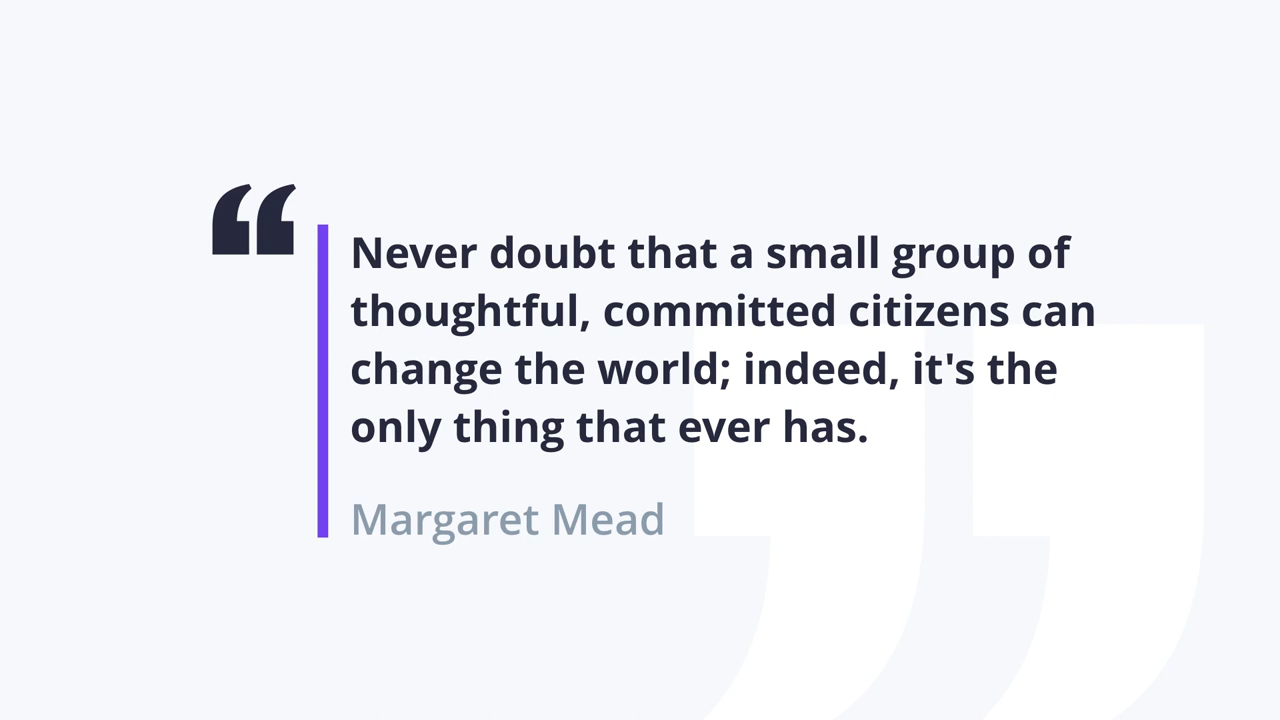 “
Never doubt that a small group of
thoughtful, committed citizens can
change the world; indeed, it's the
only thing that ever has.
Margaret Mead
”